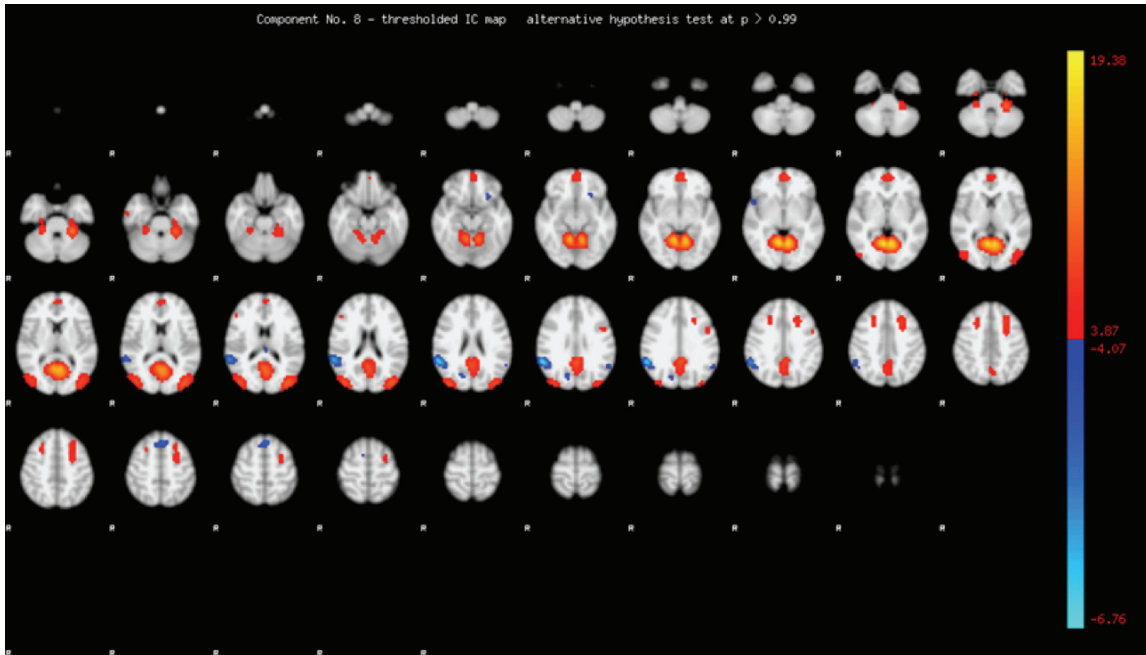 Component No. 8 - thresholded IC map alternative hypothesis test at p > 0.99
19.38
R R R R R R R R R R
R R R R R R R R R R
3.87
-4.07
R R R R R R R R R R
R R R R R R R R R R
-6.76
R R R R R